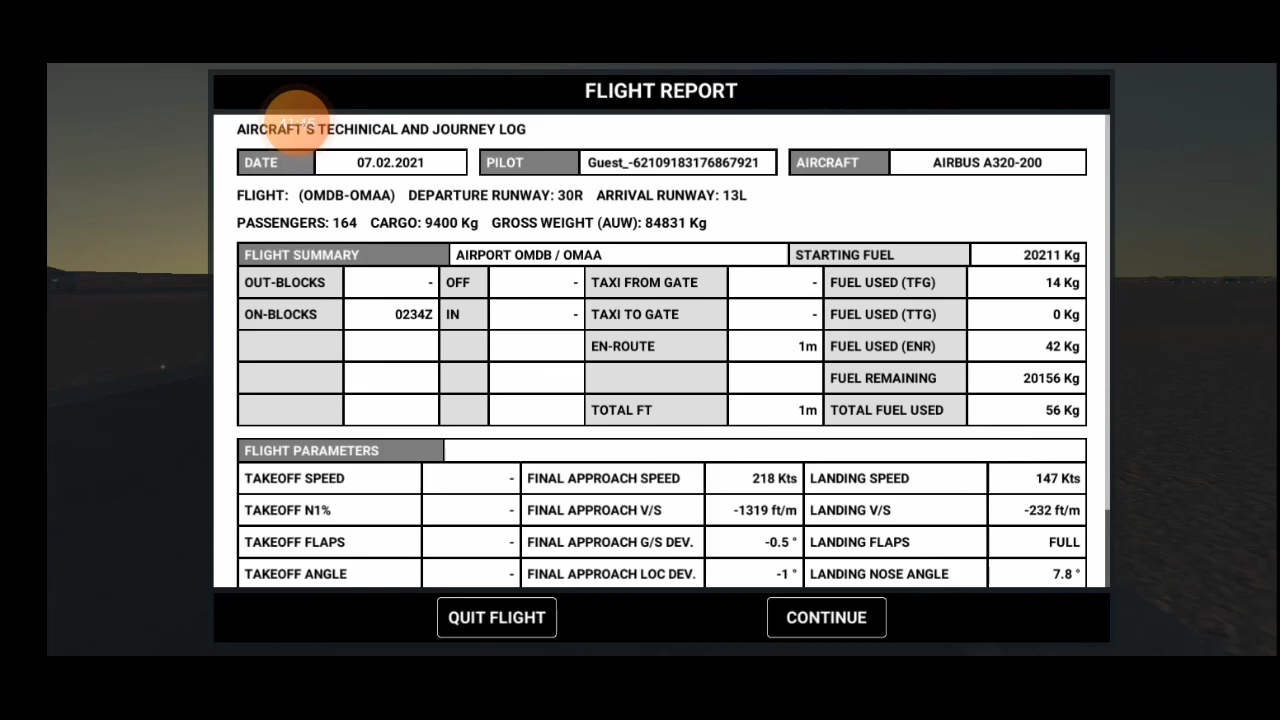 FLIGHT REPORT
41:45
AIRCRAFT'S TECHINICAL AND JOURNEY LOG
DATE 07.02.2021 PILOT Guest_-62109183176867921 AIRCRAFT AIRBUS A320-200
FLIGHT: (OMDB-OMAA) DEPARTURE RUNWAY: 30R ARRIVAL RUNWAY: 13L
PASSENGERS: 164 CARGO: 9400 Kg GROSS WEIGHT (AUW): 84831 Kg
FLIGHT SUMMARY AIRPORT OMDB / OMAA STARTING FUEL 20211 Kg
OUT-BLOCKS - OFF - TAXI FROM GATE - FUEL USED (TFG) 14 Kg
ON-BLOCKS 0234Z IN - TAXI TO GATE - FUEL USED (TTG) 0 Kg
EN-ROUTE 1m FUEL USED (ENR) 42 Kg
FUEL REMAINING 20156 Kg
TOTAL FT 1m TOTAL FUEL USED 56 Kg
FLIGHT PARAMETERS
TAKEOFF SPEED - FINAL APPROACH SPEED 218 Kts LANDING SPEED 147 Kts
TAKEOFF N1% - FINAL APPROACH V/S -1319 ft/m LANDING V/S -232 ft/m
TAKEOFF FLAPS - FINAL APPROACH G/S DEV. -0.5 ° LANDING FLAPS FULL
TAKEOFF ANGLE - FINAL APPROACH LOC DEV. -1 ° LANDING NOSE ANGLE 7.8 °
QUIT FLIGHT CONTINUE